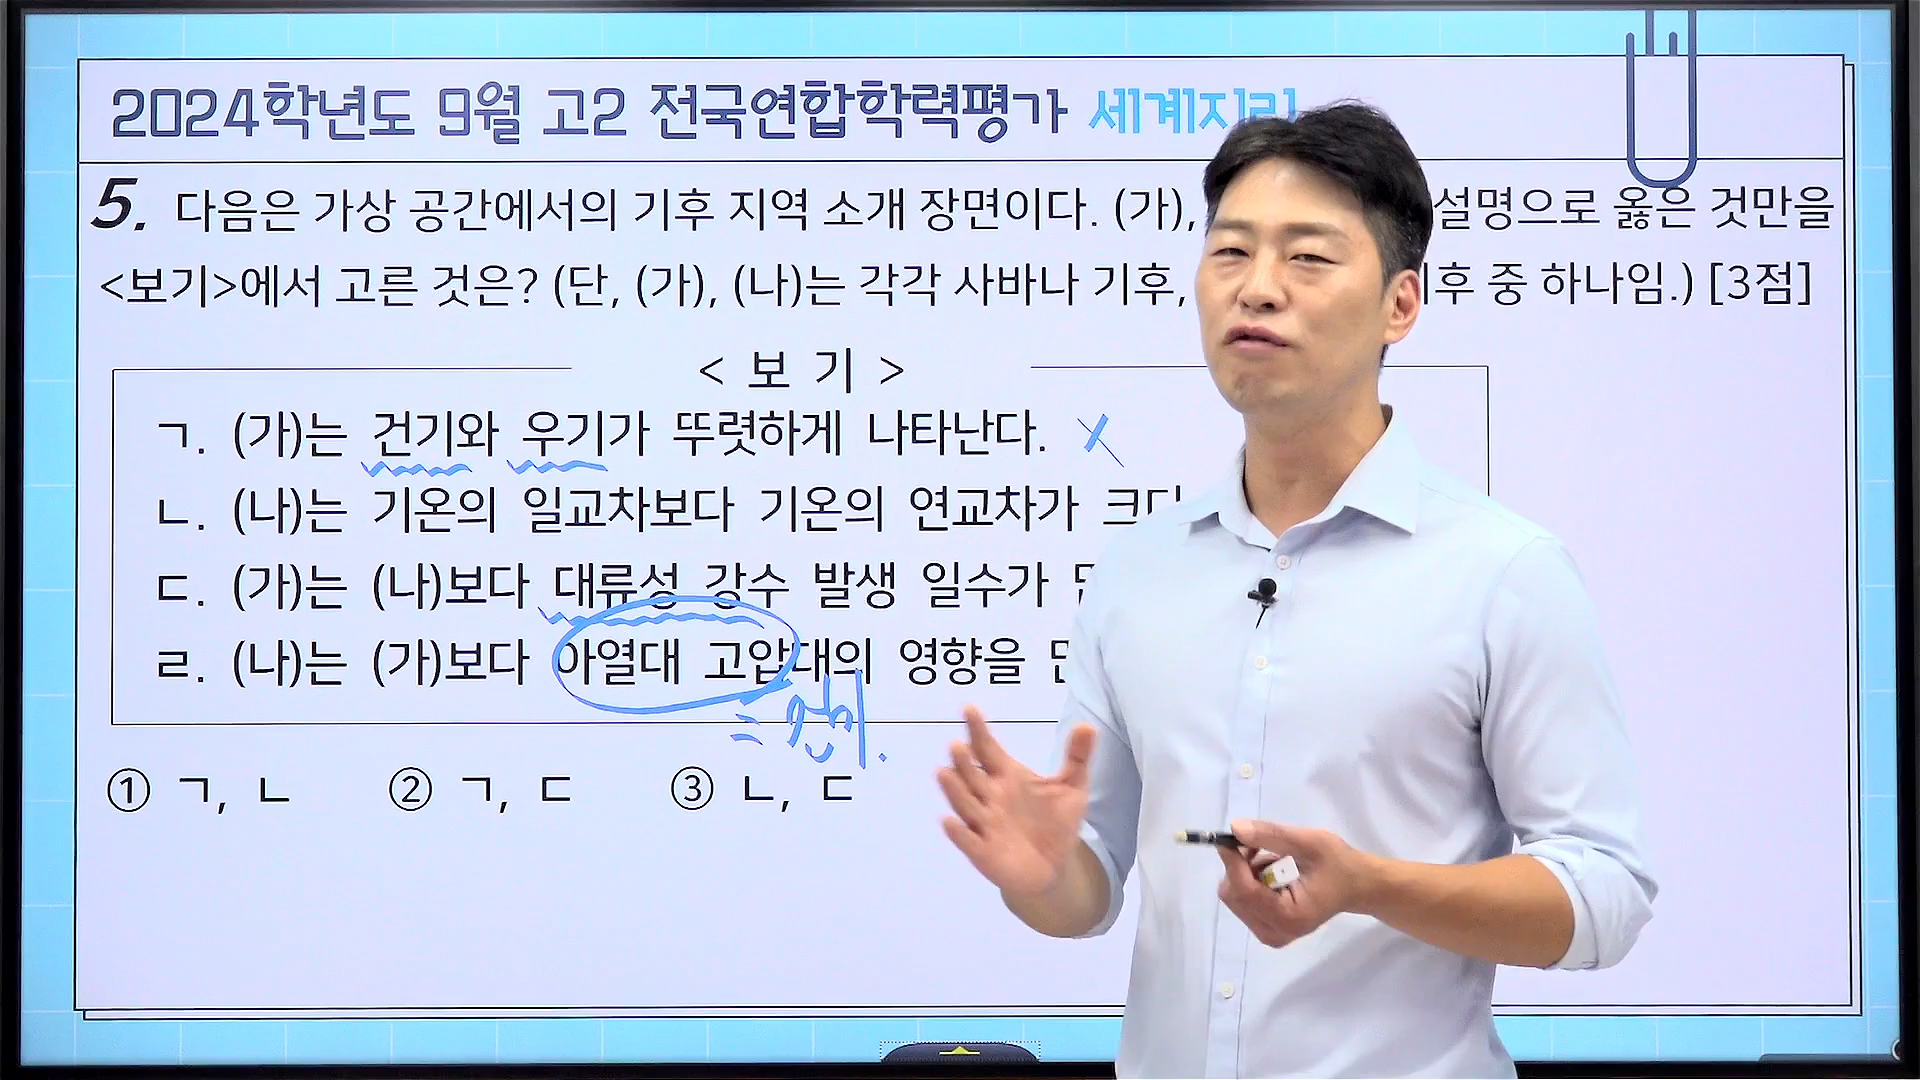 2024학년도 9월 고2 전국연합학력평가 세계지리
5. 다음은 가상 공간에서의 기후 지역 소개 장면이다. (가), 설명으로 옳은 것만을
<보기>에서 고른 것은? (단, (가), (나)는 각각 사바나 기후, 기후 중 하나임.) [3점]
< 보 기 >
ㄱ. (가)는 건기와 우기가 뚜렷하게 나타난다. X
ㄴ. (나)는 기온의 일교차보다 기온의 연교차가 크다
ㄷ. (가)는 (나)보다 대류성 강수 발생 일수가
ㄹ. (나)는 (가)보다 아열대 고압대의 영향을
= 건기.
① ㄱ, ㄴ ② ㄱ, ㄷ ③ ㄴ, ㄷ